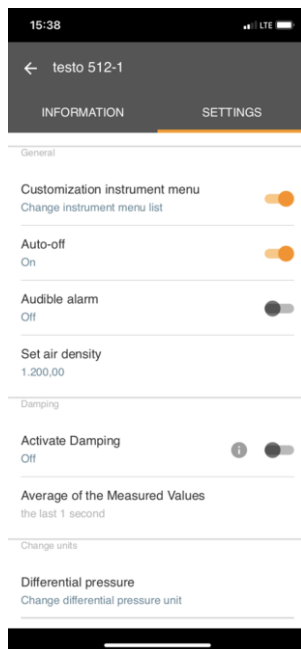 15:38
LTE
testo 512-1
INFORMATION
SETTINGS
General
Customization instrument menu
Change instrument menu list
Auto-off
On
Audible alarm
Off
Set air density
1.200,00
Damping
Activate Damping
Off
Average of the Measured Values
the last 1 second
Change units
Differential pressure
Change differential pressure unit